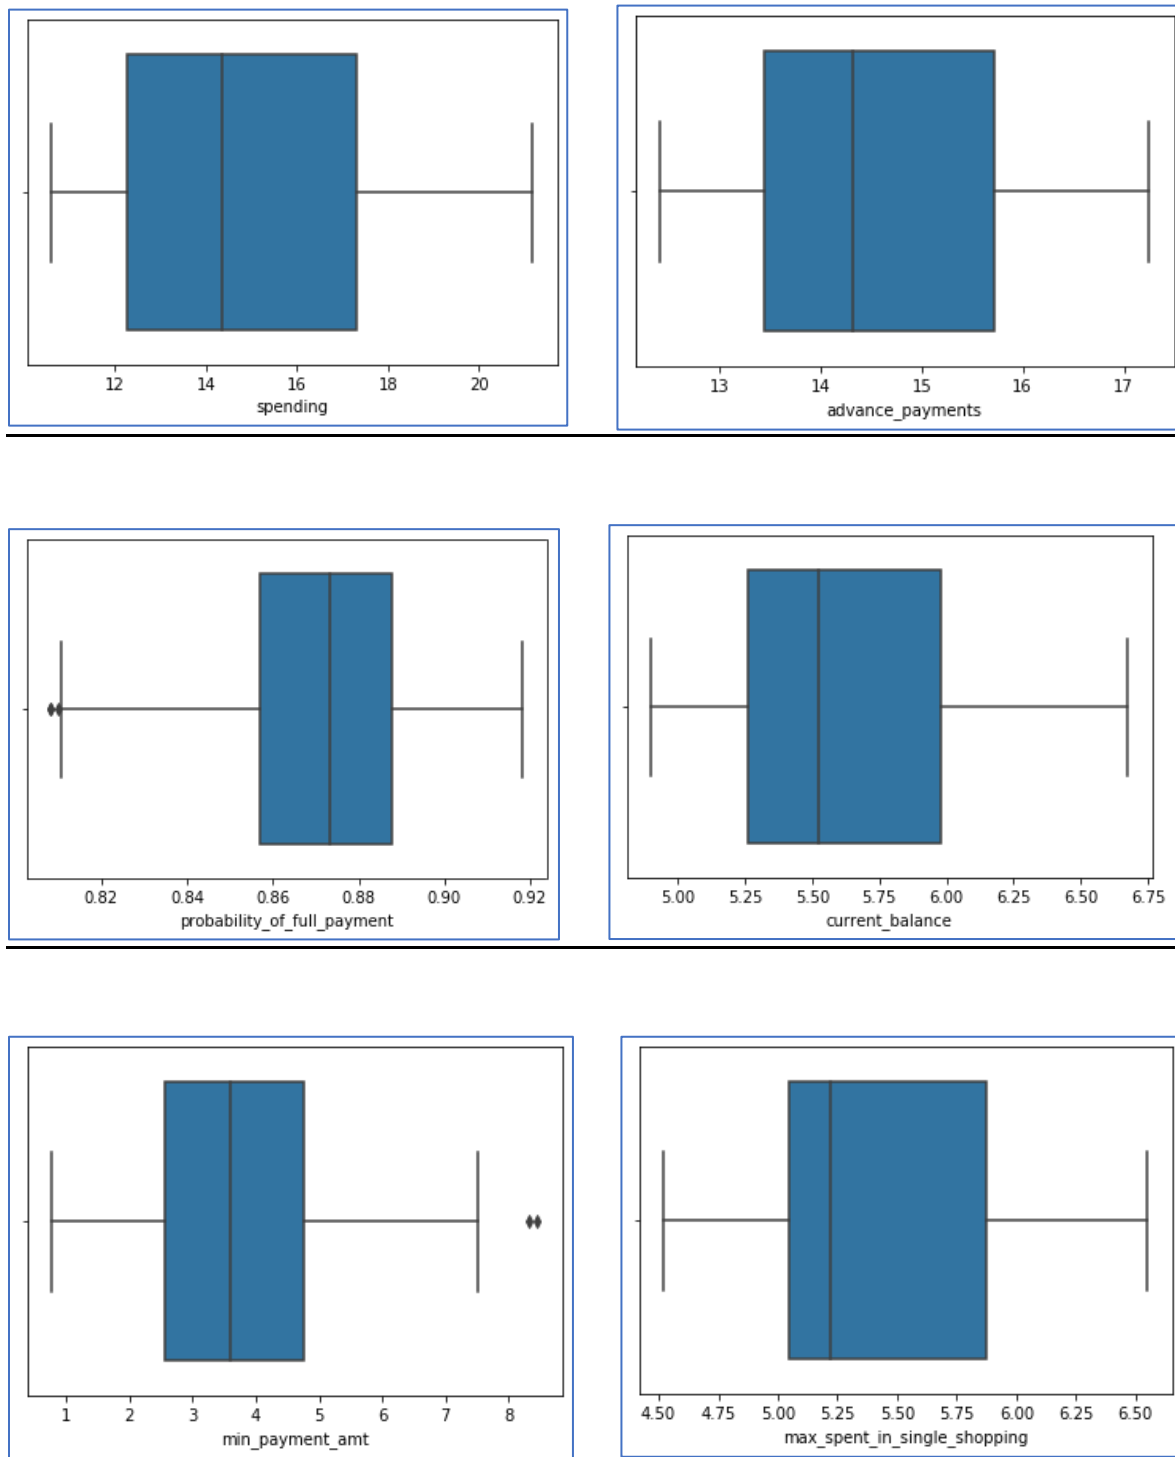 12 14 16 18 20
spending
13 14 15 16 17
advance_payments
0.82 0.84 0.86 0.88 0.90 0.92
probability_of_full_payment
5.00 5.25 5.50 5.75 6.00 6.25 6.50 6.75
current_balance
1 2 3 4 5 6 7 8
min_payment_amt
4.50 4.75 5.00 5.25 5.50 5.75 6.00 6.25 6.50
max_spent_in_single_shopping